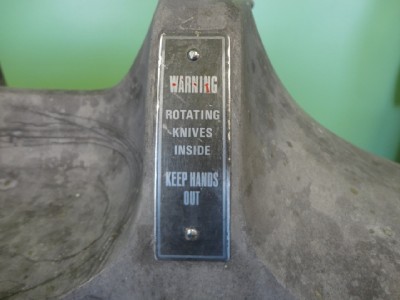 WARNING
ROTATING
KNIVES
INSIDE
KEEP HANDS
OUT